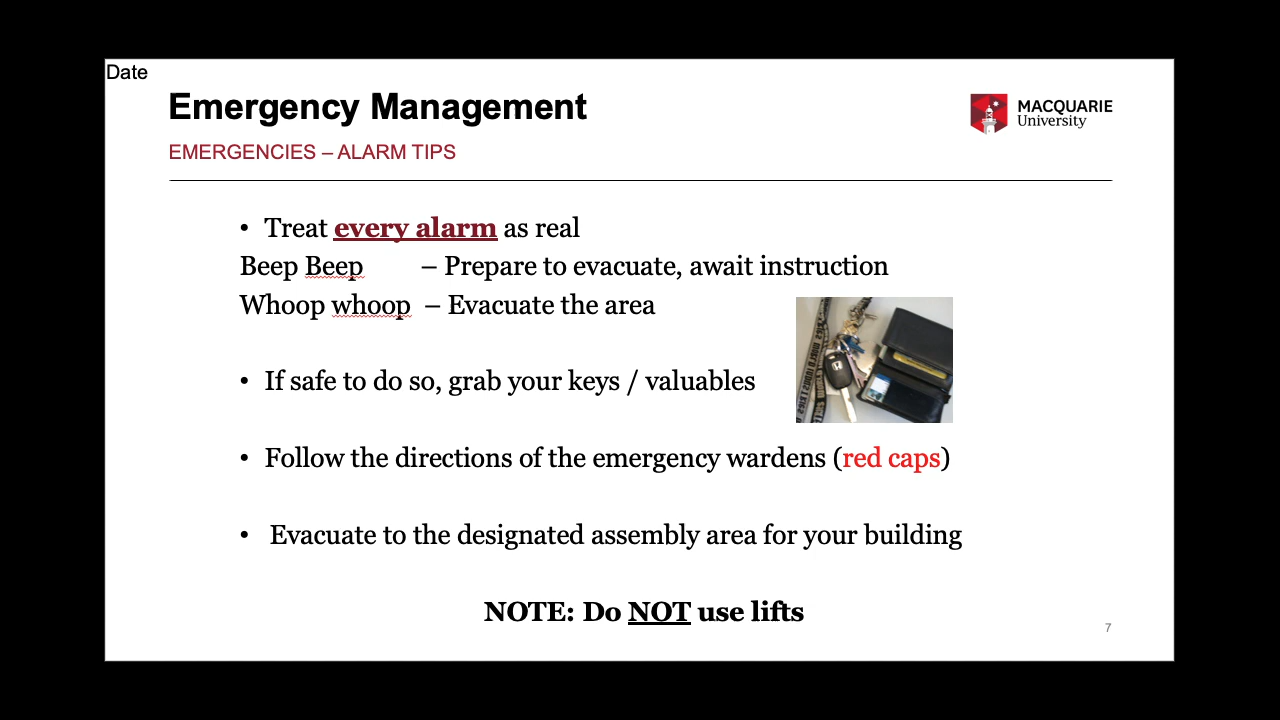 Date
Emergency Management
MACQUARIE
University
EMERGENCIES – ALARM TIPS
• Treat every alarm as real
Beep Beep – Prepare to evacuate, await instruction
Whoop whoop – Evacuate the area
• If safe to do so, grab your keys / valuables
• Follow the directions of the emergency wardens (red caps)
• Evacuate to the designated assembly area for your building
NOTE: Do NOT use lifts
7